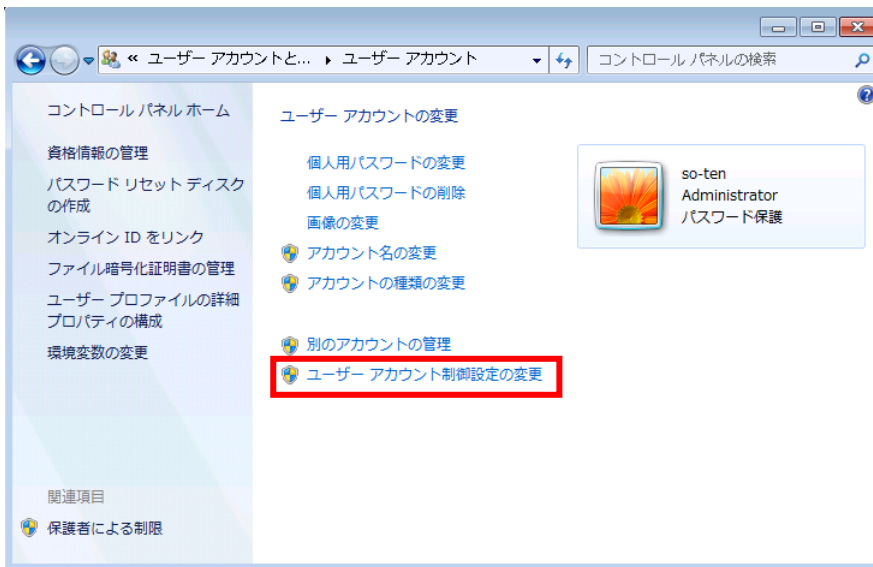 « ユーザー アカウントと... ▸ ユーザー アカウント
コントロール パネルの検索
コントロール パネル ホーム
資格情報の管理
パスワード リセット ディスク
の作成
オンライン ID をリンク
ファイル暗号化証明書の管理
ユーザー プロファイルの詳細
プロパティの構成
環境変数の変更
関連項目
保護者による制限
ユーザー アカウントの変更
個人用パスワードの変更
個人用パスワードの削除
画像の変更
アカウント名の変更
アカウントの種類の変更
別のアカウントの管理
ユーザー アカウント制御設定の変更
so-ten
Administrator
パスワード保護